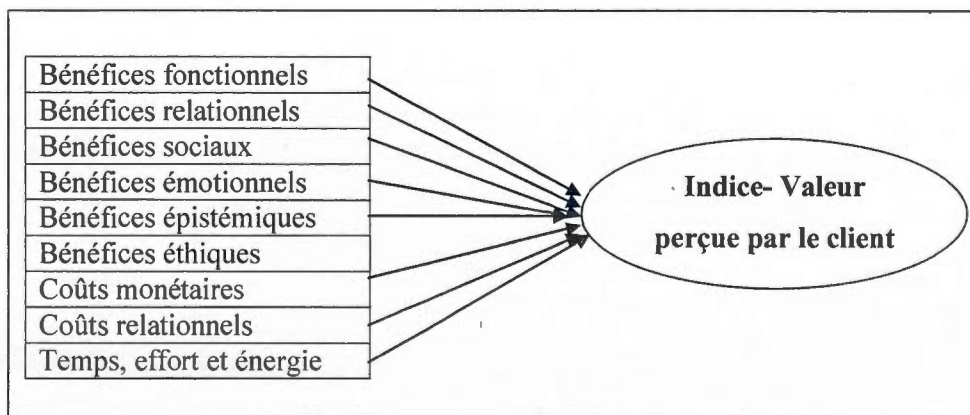 Bénéfices fonctionnels
Bénéfices relationnels
Bénéfices sociaux
Bénéfices émotionnels
Bénéfices épistémiques
Bénéfices éthiques
Coûts monétaires
Coûts relationnels
Temps, effort et énergie
Indice- Valeur
perçue par le client